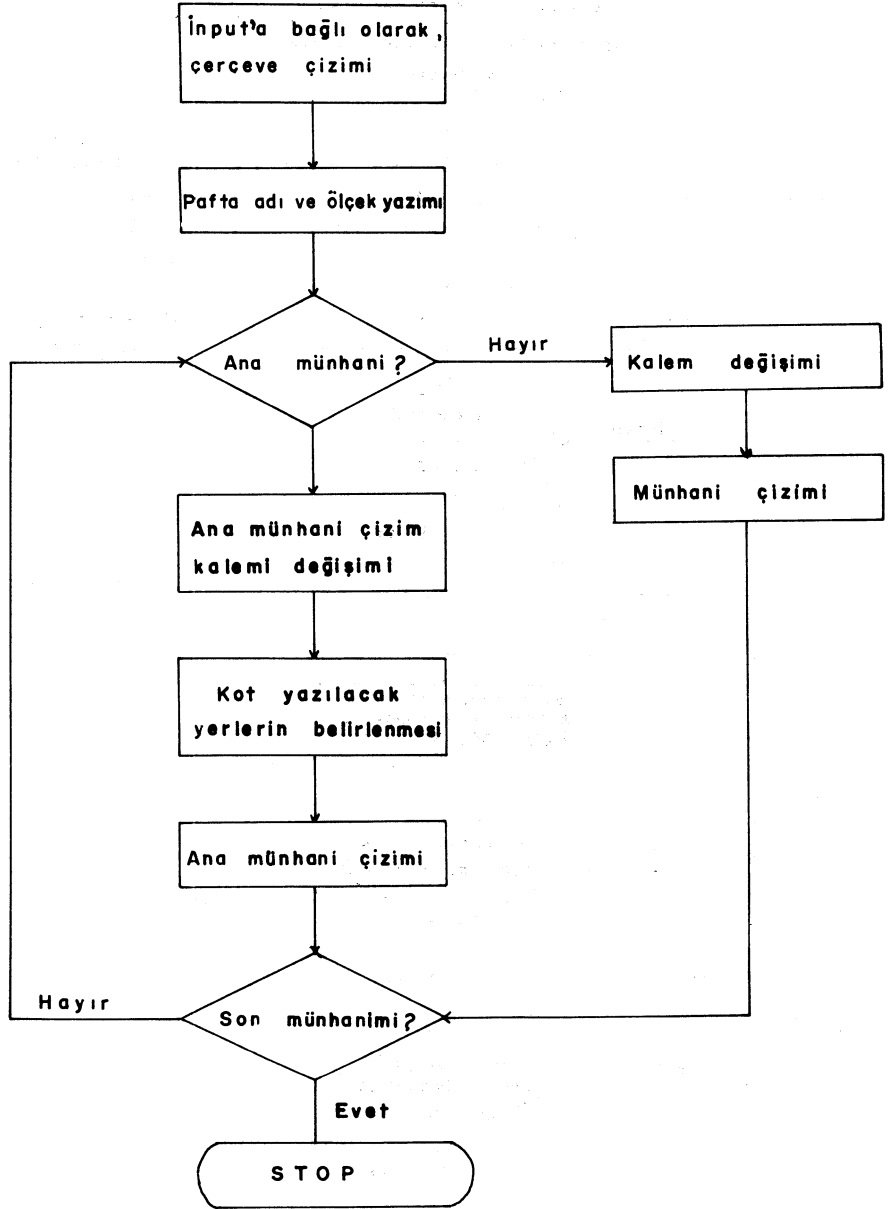 İnput'a bağlı olarak,
çerçeve çizimi
Pafta adı ve ölçek yazımı
Ana münhani?
Hayır
Kalem değişimi
Münhani çizimi
Ana münhani çizim
kalemi değişimi
Kot yazılacak
yerlerin belirlenmesi
Ana münhani çizimi
Hayır
Son münhanimi?
Evet
STOP